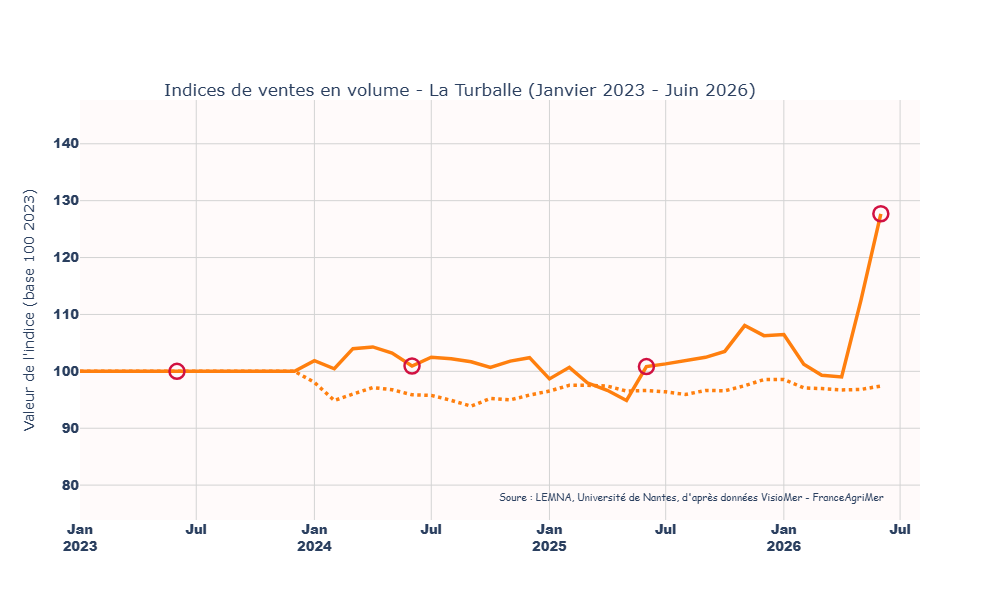 Indices de ventes en volume - La Turballe (Janvier 2023 - Juin 2026)
Valeur de l'indice (base 100 2023)
140
130
120
110
100
90
80
Soure : LEMNA, Université de Nantes, d'après données VisioMer - FranceAgriMer
Jan Jul Jan Jul Jan Jul Jan Jul
2023 2024 2025 2026